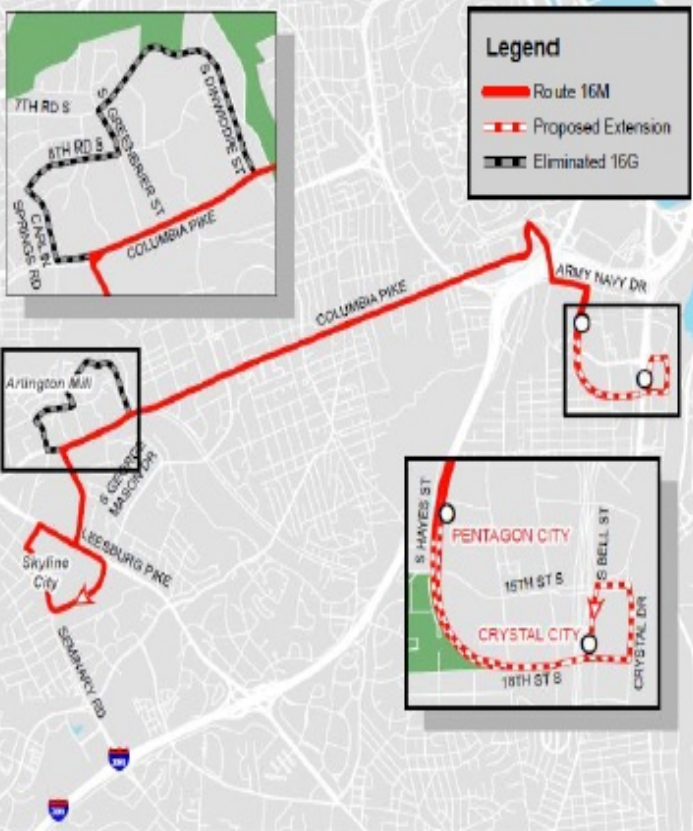 Legend
Route 16M
Proposed Extension
Eliminated 16G
7TH RD S
S GREENBRIER ST
S DINWIDDIE ST
8TH RD S
CARLIN
SPRINGS RD
COLUMBIA PIKE
COLUMBIA PIKE
ARMY NAVY DR
Arlington Mill
S GEORGE
MASON DR
LEESBURG PIKE
Skyline
City
SEMINARY RD
S HAYES ST
PENTAGON CITY
S BELL ST
15TH ST S
CRYSTAL CITY
CRYSTAL DR
18TH ST S